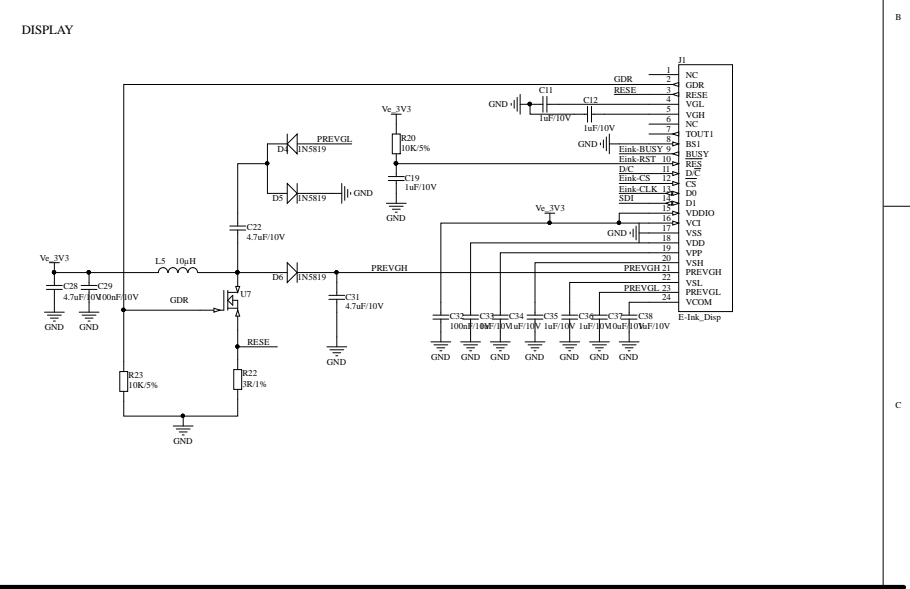 B
DISPLAY
J1
1 NC
GDR 2 GDR
RESE 3 RESE
4 VGL
5 VGH
6 NC
7 TOUT1
8 BS1
Eink-BUSY 9 BUSY
Eink-RST 10 RES
D/C 11 D/C
Eink-CS 12 CS
Eink-CLK 13 D0
SDI 14 D1
15 VDDIO
16 VCI
17 VSS
18 VDD
19 VPP
20 VSH
PREVGH 21 PREVGH
22 VSL
PREVGL 23 PREVGL
24 VCOM
E-Ink_Disp
GND
C11
1uF/10V
C12
1uF/10V
GND
Ve_3V3
R20
10K/5%
C19
1uF/10V
GND
D4
1N5819
PREVGL
D5
1N5819
GND
C22
4.7uF/10V
Ve_3V3
GND
Ve_3V3
L5 10µH
D6
1N5819
PREVGH
C28
4.7uF/10V
C29
100nF/10V
GND
GND
GDR
U7
C31
4.7uF/10V
GND
RESE
R23
10K/5%
R22
3R/1%
GND
C32
100nF/10V
C33
C34
1uF/10V
C35
1uF/10V
C36
1uF/10V
C37
10uF/10V
C38
1uF/10V
GND
GND
GND
GND
GND
GND
GND
C